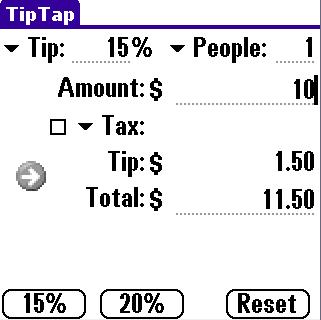 TipTap
Tip: 15% People: 1
Amount: $ 10
Tax:
Tip: $ 1.50
Total: $ 11.50
15% 20% Reset